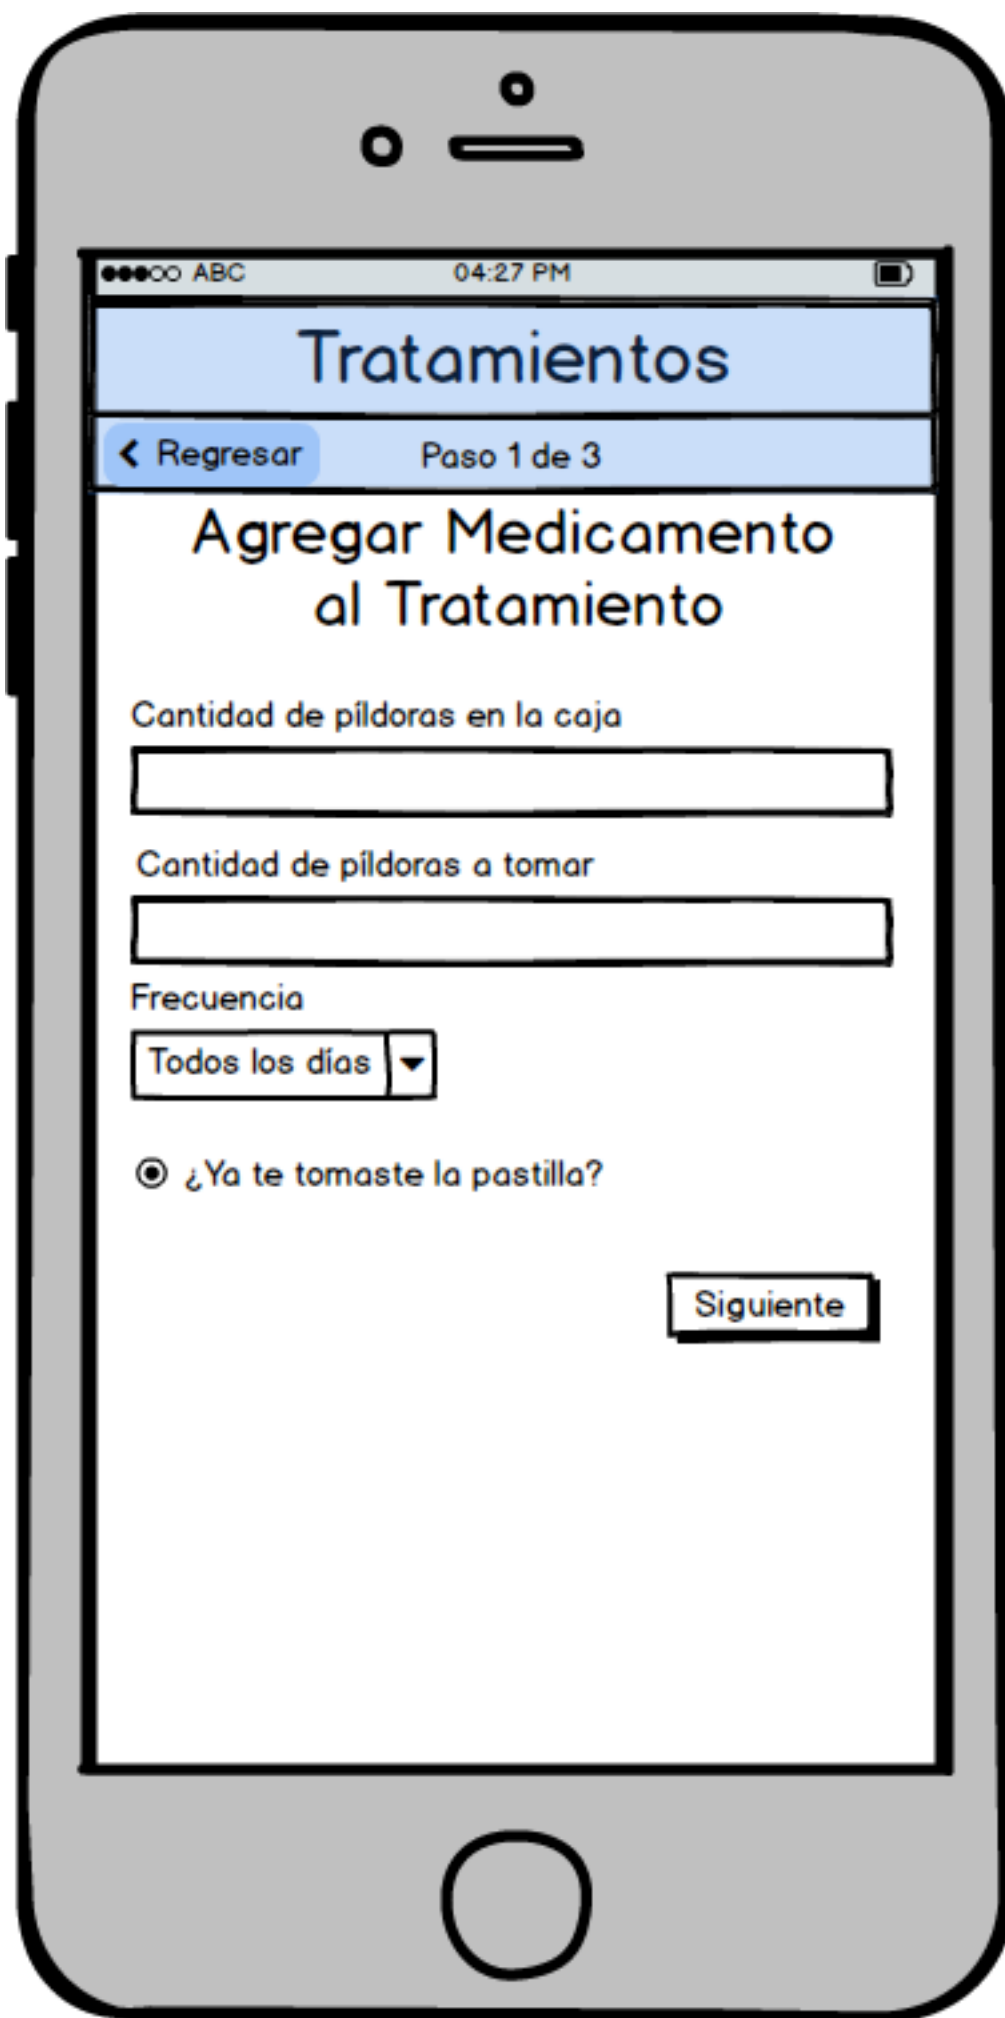 ABC 04:27 PM
Tratamientos
Regresar Paso 1 de 3
Agregar Medicamento
al Tratamiento
Cantidad de píldoras en la caja
Cantidad de píldoras a tomar
Frecuencia
Todos los días
¿Ya te tomaste la pastilla?
Siguiente